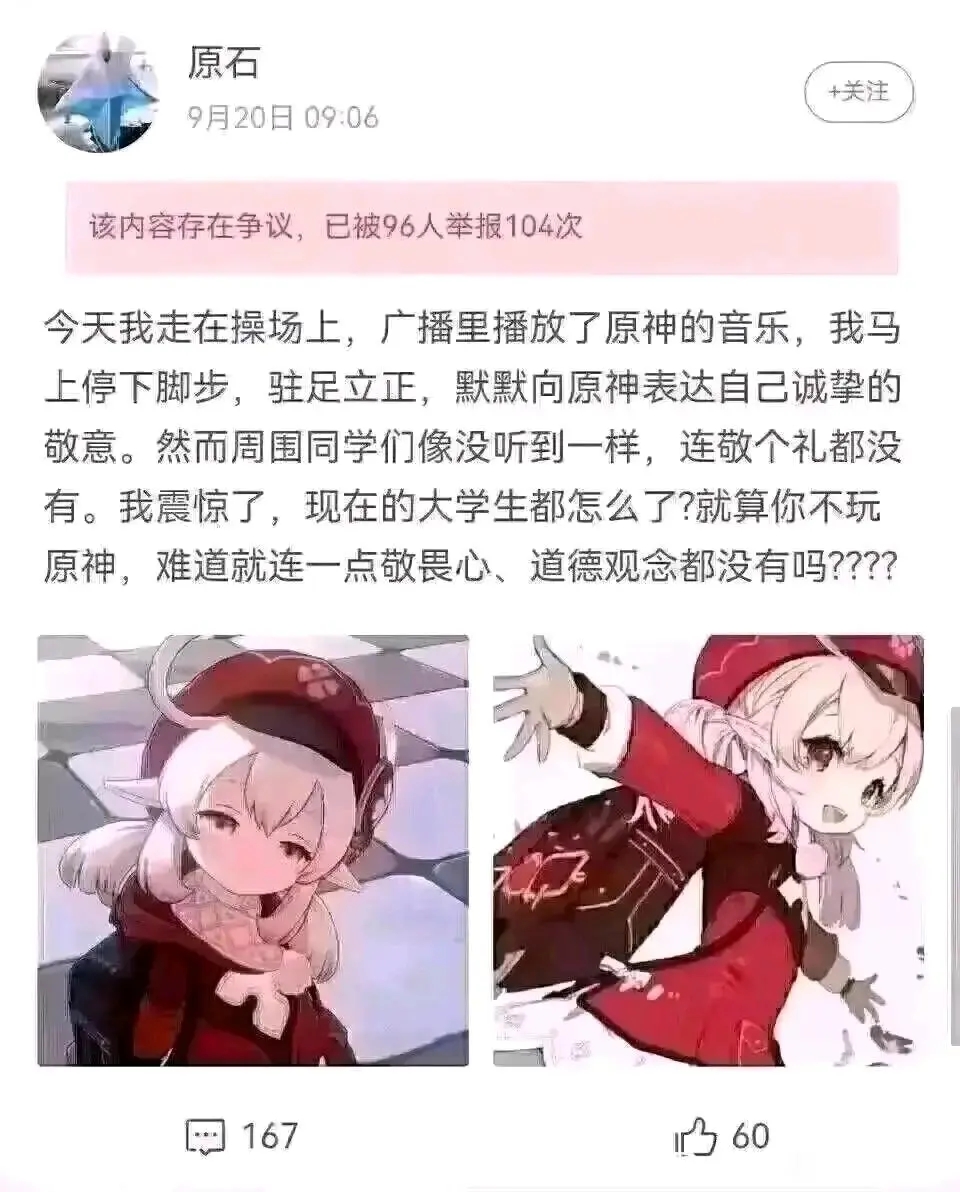 原石
9月20日 09:06
+关注
该内容存在争议，已被96人举报104次
今天我走在操场上，广播里播放了原神的音乐，我马
上停下脚步，驻足立正，默默向原神表达自己诚挚的
敬意。然而周围同学们像没听到一样，连敬个礼都没
有。我震惊了，现在的大学生都怎么了?就算你不玩
原神，难道就连一点敬畏心、道德观念都没有吗????
167
60